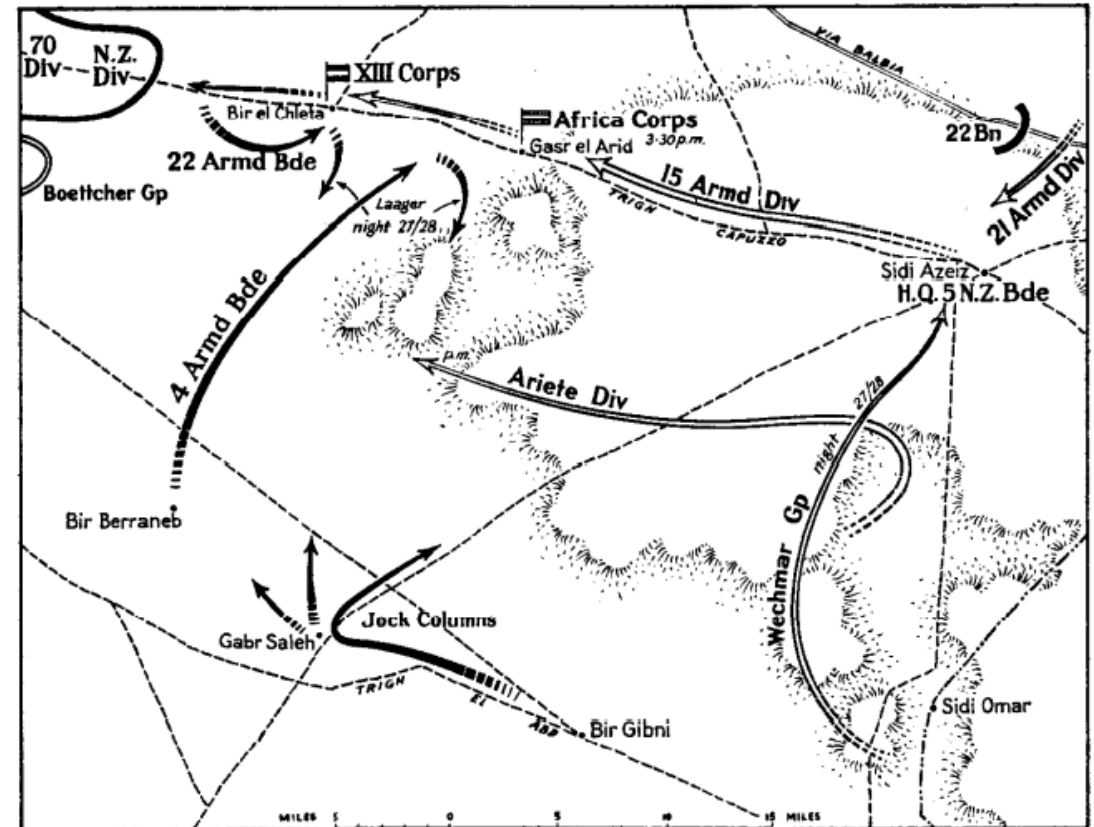 70
Div
N.Z.
Div
XIII Corps
Bir el Chleta
22 Armd Bde
Boettcher Gp
Africa Corps
3·30 p.m.
Gasr el Arid
VIA BALBIA
22 Bn
21 Armd Div
15 Armd Div
TRIGH
CAPUZZO
Laager
night 27/28
Sidi Azeiz
H.Q. 5 N.Z. Bde
4 Armd Bde
p.m.
Ariete Div
night 27/28
Wechmar Gp
Bir Berraneb
Jock Columns
Gabr Saleh
TRIGH
EL
ABD
Bir Gibni
Sidi Omar
MILES 5 0 5 10 15 MILES